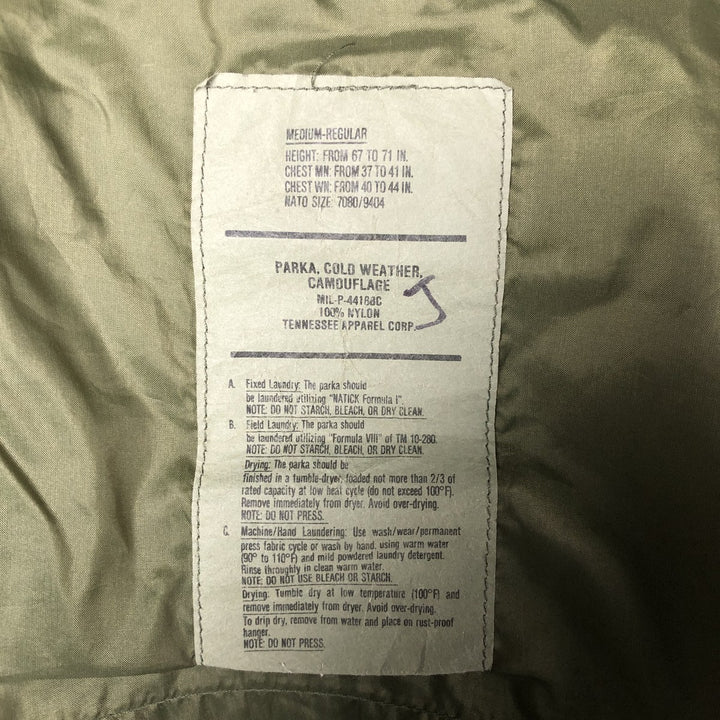 MEDIUM-REGULAR
HEIGHT: FROM 67 TO 71 IN.
CHEST MN: FROM 37 TO 41 IN.
CHEST WN: FROM 40 TO 44 IN.
NATO SIZE: 7080/9404
PARKA, COLD WEATHER,
CAMOUFLAGE
MIL-P-44188C
100% NYLON
TENNESSEE APPAREL CORP.
J
A. Fixed Laundry: The parka should
be laundered utilizing "NATICK Formula I".
NOTE: DO NOT STARCH, BLEACH, OR DRY CLEAN.
B. Field Laundry: The parka should
be laundered utilizing "Formula VIII" of TM 10-280.
NOTE: DO NOT STARCH, BLEACH, OR DRY CLEAN.
Drying: The parka should be
finished in a tumble-dryer, loaded not more than 2/3 of
rated capacity at low heat cycle (do not exceed 100°F).
Remove immediately from dryer. Avoid over-drying.
NOTE: DO NOT PRESS.
C. Machine/Hand Laundering: Use wash/wear/permanent
press fabric cycle or wash by hand, using warm water
(90° to 110°F) and mild powdered laundry detergent.
Rinse throughly in clean warm water.
NOTE: DO NOT USE BLEACH OR STARCH.
Drying: Tumble dry at low temperature (100°F) and
remove immediately from dryer. Avoid over-drying.
To drip dry, remove from water and place on rust-proof
hanger.
NOTE: DO NOT PRESS.